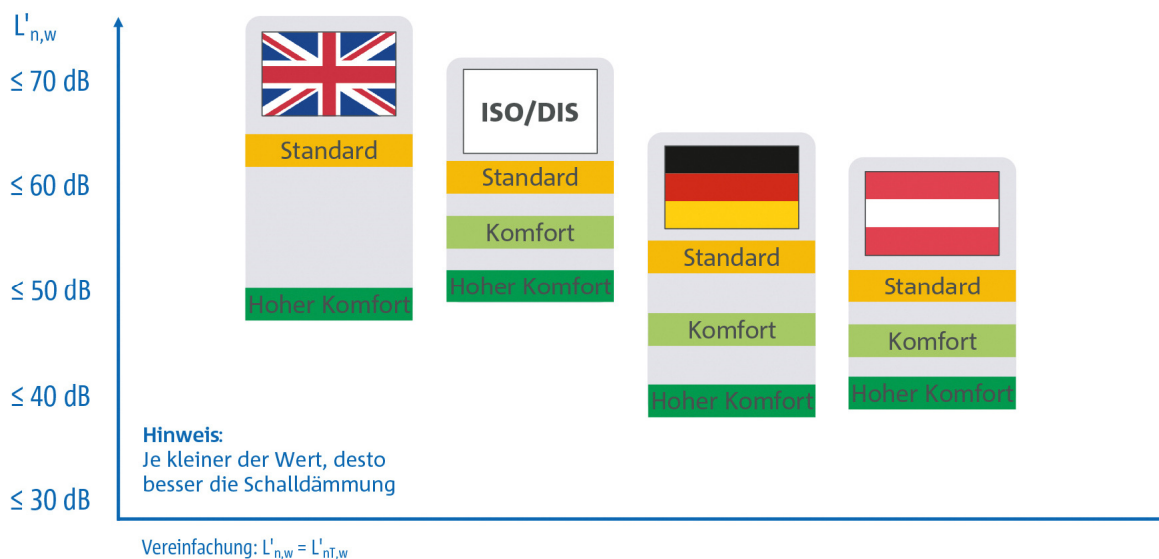 L'n,w
≤ 70 dB
≤ 60 dB
≤ 50 dB
≤ 40 dB
≤ 30 dB
Standard
Hoher Komfort
ISO/DIS
Standard
Komfort
Hoher Komfort
Standard
Komfort
Hoher Komfort
Standard
Komfort
Hoher Komfort
Hinweis:
Je kleiner der Wert, desto
besser die Schalldämmung
Vereinfachung: L'n,w = L'nT,w